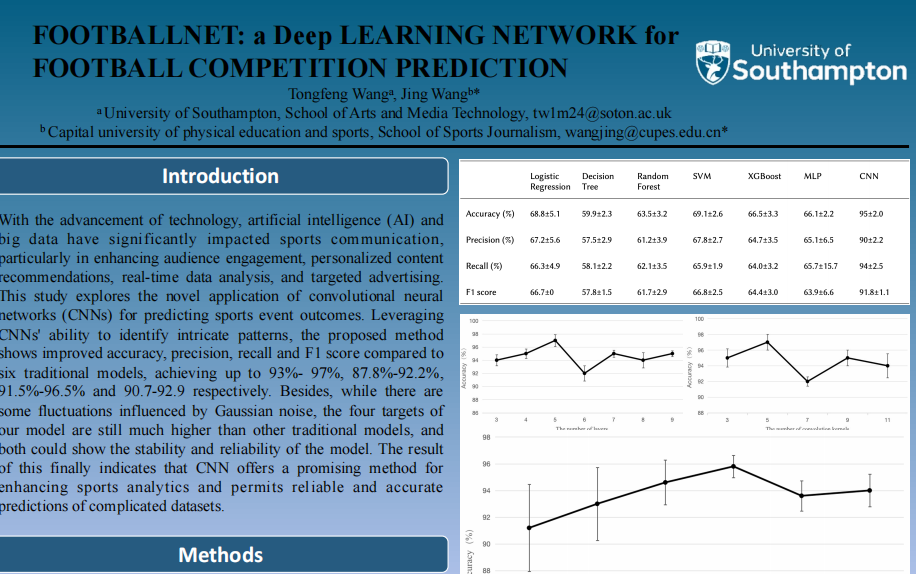 FOOTBALLNET: a Deep LEARNING NETWORK for
FOOTBALL COMPETITION PREDICTION
Tongfeng Wangᵃ, Jing Wangᵇ*
ᵃ University of Southampton, School of Arts and Media Technology, tw1m24@soton.ac.uk
ᵇ Capital university of physical education and sports, School of Sports Journalism, wangjing@cupes.edu.cn*
University of
Southampton
Introduction
With the advancement of technology, artificial intelligence (AI) and
big data have significantly impacted sports communication,
particularly in enhancing audience engagement, personalized content
recommendations, real-time data analysis, and targeted advertising.
This study explores the novel application of convolutional neural
networks (CNNs) for predicting sports event outcomes. Leveraging
CNNs' ability to identify intricate patterns, the proposed method
shows improved accuracy, precision, recall and F1 score compared to
six traditional models, achieving up to 93%- 97%, 87.8%-92.2%,
91.5%-96.5% and 90.7-92.9 respectively. Besides, while there are
some fluctuations influenced by Gaussian noise, the four targets of
our model are still much higher than other traditional models, and
both could show the stability and reliability of the model. The result
of this finally indicates that CNN offers a promising method for
enhancing sports analytics and permits reliable and accurate
predictions of complicated datasets.
Methods
Logistic Regression Decision Tree Random Forest SVM XGBoost MLP CNN
Accuracy (%) 68.8±5.1 59.9±2.3 63.5±3.2 69.1±2.6 66.5±3.3 66.1±2.2 95±2.0
Precision (%) 67.2±5.6 57.5±2.9 61.2±3.9 67.8±2.7 64.7±3.5 65.1±6.5 90±2.2
Recall (%) 66.3±4.9 58.1±2.2 62.1±3.5 65.9±1.9 64.0±3.2 65.7±15.7 94±2.5
F1 score 66.7±0 57.8±1.5 61.7±2.9 66.8±2.5 64.4±3.0 63.9±6.6 91.8±1.1
100
98
96
94
92
90
88
86
Accuracy (%)
3 4 5 6 7 8 9
The number of layers
100
98
96
94
92
90
88
Accuracy (%)
3 5 7 9 11
The number of convolution kernels
98
96
94
92
90
88
(%)